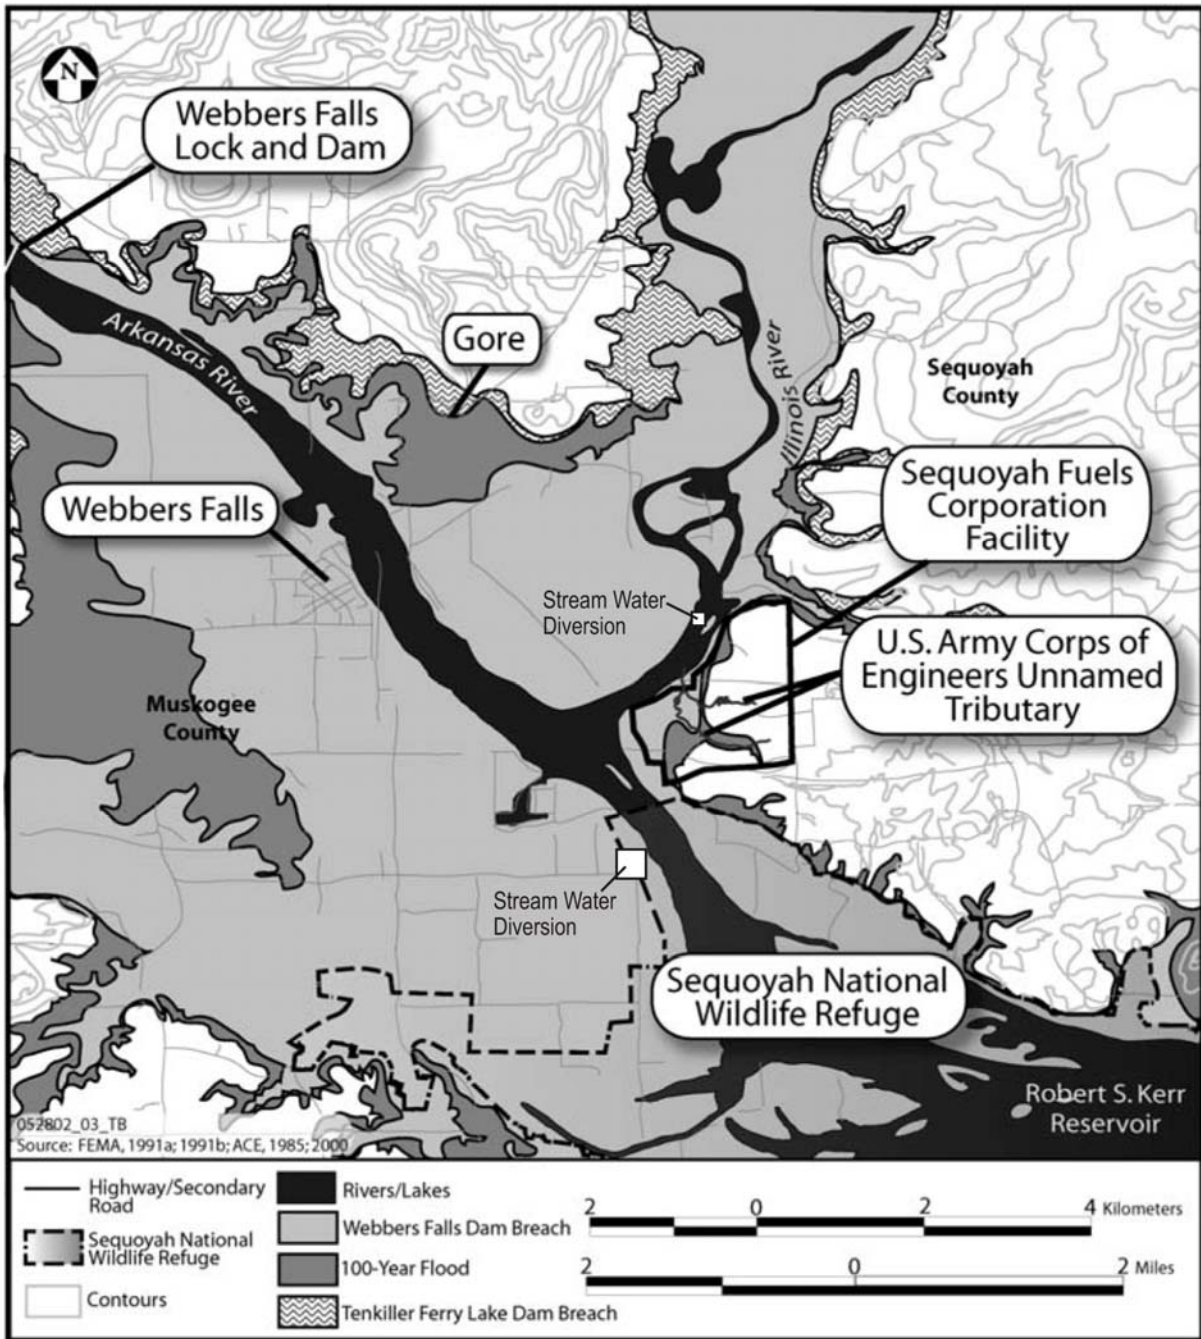 N
Webbers Falls
Lock and Dam
Arkansas River
Gore
Illinois River
Sequoyah
County
Sequoyah Fuels
Corporation
Facility
Webbers Falls
Stream Water
Diversion
U.S. Army Corps of
Engineers Unnamed
Tributary
Muskogee
County
Stream Water
Diversion
Sequoyah National
Wildlife Refuge
Robert S. Kerr
Reservoir
052802_03_TB
Source: FEMA, 1991a; 1991b; ACE, 1985; 2000
Highway/Secondary
Road
Sequoyah National
Wildlife Refuge
Contours
Rivers/Lakes
Webbers Falls Dam Breach
100-Year Flood
Tenkiller Ferry Lake Dam Breach
2 0 2 4 Kilometers
2 0 2 Miles